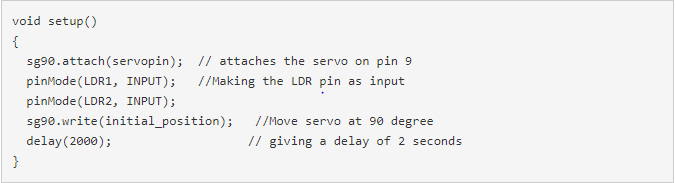 void setup()
{
  sg90.attach(servopin);  // attaches the servo on pin 9
  pinMode(LDR1, INPUT);   //Making the LDR pin as input
  pinMode(LDR2, INPUT);
  sg90.write(initial_position);   //Move servo at 90 degree
  delay(2000);                   // giving a delay of 2 seconds
}